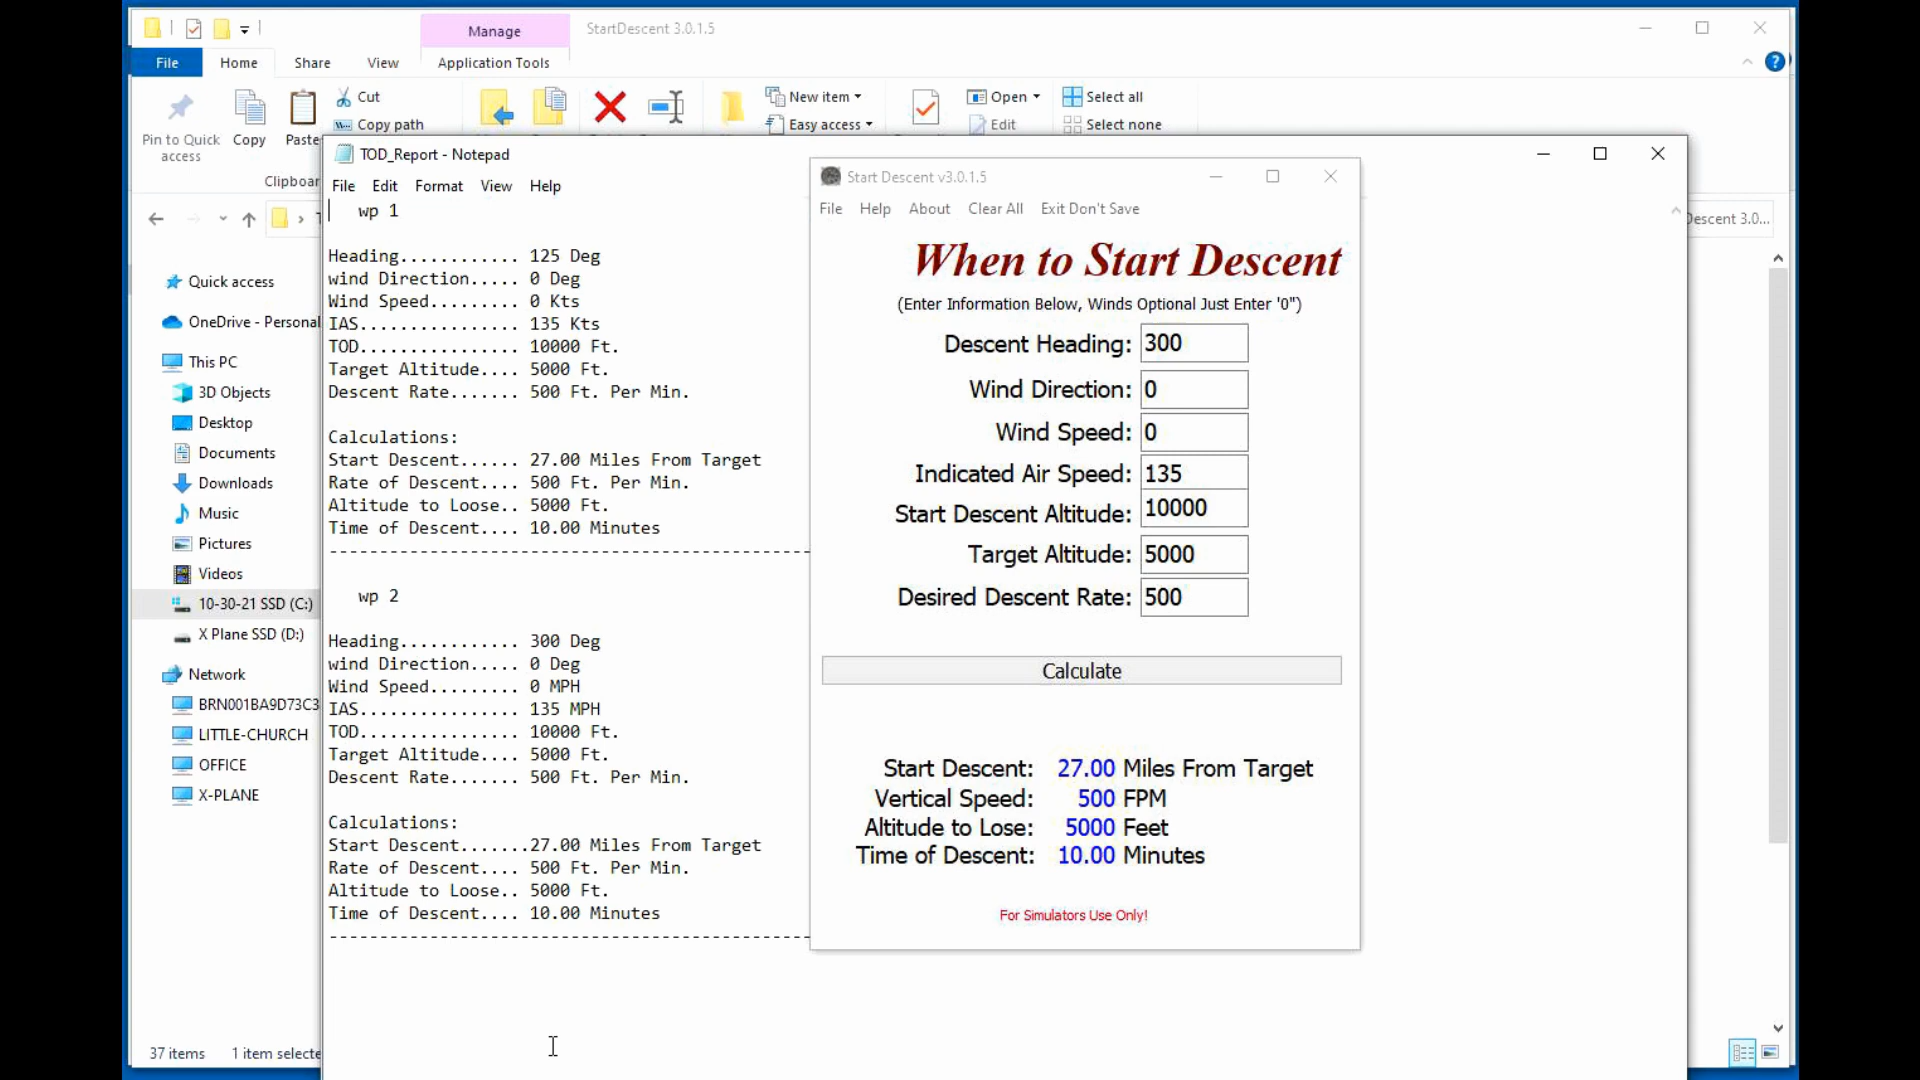 Manage
StartDescent 3.0.1.5
File
Home
Share
View
Application Tools
Pin to Quick access
Copy
Paste
Cut
Copy path
New item
Easy access
Open
Edit
Select all
Select none
Descent 3.0...
Quick access
OneDrive - Personal
This PC
3D Objects
Desktop
Documents
Downloads
Music
Pictures
Videos
10-30-21 SSD (C:)
X Plane SSD (D:)
Network
BRN001BA9D73C3
LITTLE-CHURCH
OFFICE
X-PLANE
37 items
TOD_Report - Notepad
File Edit Format View Help
wp 1
Heading............ 125 Deg
wind Direction..... 0 Deg
Wind Speed......... 0 Kts
IAS................ 135 Kts
TOD................ 10000 Ft.
Target Altitude.... 5000 Ft.
Descent Rate....... 500 Ft. Per Min.
Calculations:
Start Descent...... 27.00 Miles From Target
Rate of Descent.... 500 Ft. Per Min.
Altitude to Loose.. 5000 Ft.
Time of Descent.... 10.00 Minutes
------------------------------------------------
wp 2
Heading............ 300 Deg
wind Direction..... 0 Deg
Wind Speed......... 0 MPH
IAS................ 135 MPH
TOD................ 10000 Ft.
Target Altitude.... 5000 Ft.
Descent Rate....... 500 Ft. Per Min.
Calculations:
Start Descent.......27.00 Miles From Target
Rate of Descent.... 500 Ft. Per Min.
Altitude to Loose.. 5000 Ft.
Time of Descent.... 10.00 Minutes
------------------------------------------------
Start Descent v3.0.1.5
File Help About Clear All Exit Don't Save
When to Start Descent
(Enter Information Below, Winds Optional Just Enter '0")
Descent Heading: 300
Wind Direction: 0
Wind Speed: 0
Indicated Air Speed: 135
Start Descent Altitude: 10000
Target Altitude: 5000
Desired Descent Rate: 500
Calculate
Start Descent: 27.00 Miles From Target
Vertical Speed: 500 FPM
Altitude to Lose: 5000 Feet
Time of Descent: 10.00 Minutes
For Simulators Use Only!